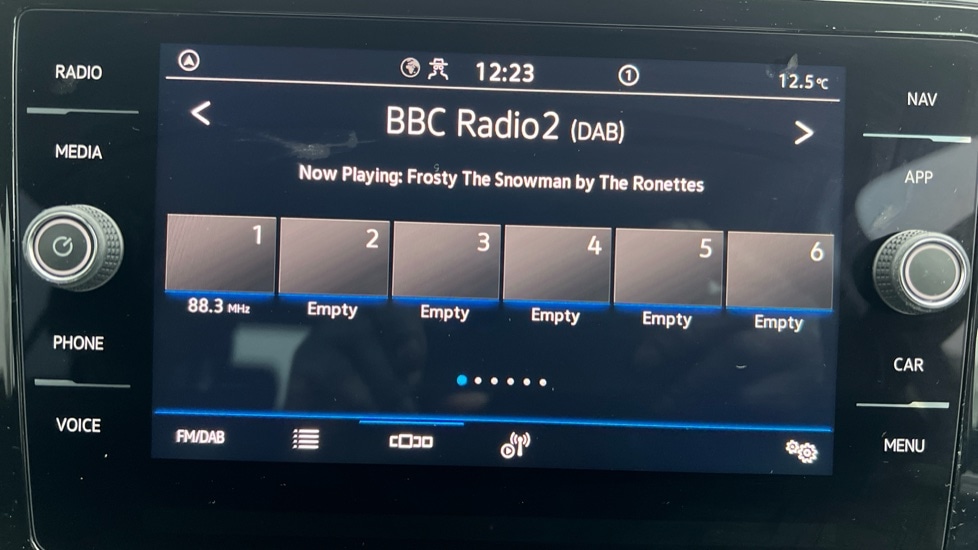 RADIO
MEDIA
PHONE
VOICE
12:23
1
12.5°C
< BBC Radio2 (DAB) >
Now Playing: Frosty The Snowman by The Ronettes
1 2 3 4 5 6
88.3 MHz Empty Empty Empty Empty Empty
FM/DAB
NAV
APP
CAR
MENU